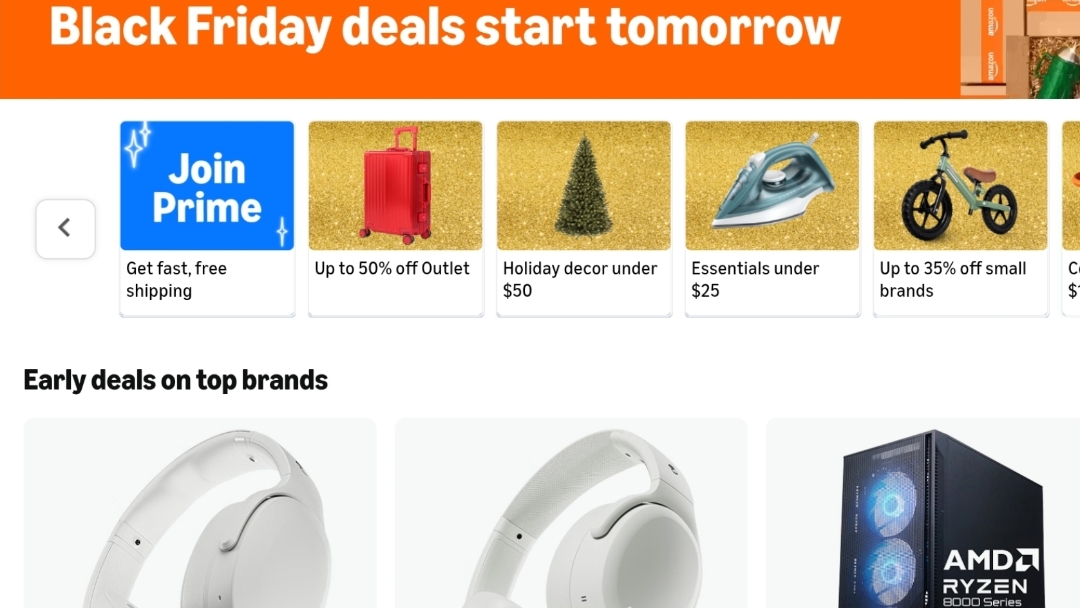 Black Friday deals start tomorrow
amazon
amazon
Join
Prime
Get fast, free
shipping
Up to 50% off Outlet
Holiday decor under
$50
Essentials under
$25
Up to 35% off small
brands
Early deals on top brands
AMD
RYZEN
8000 Series